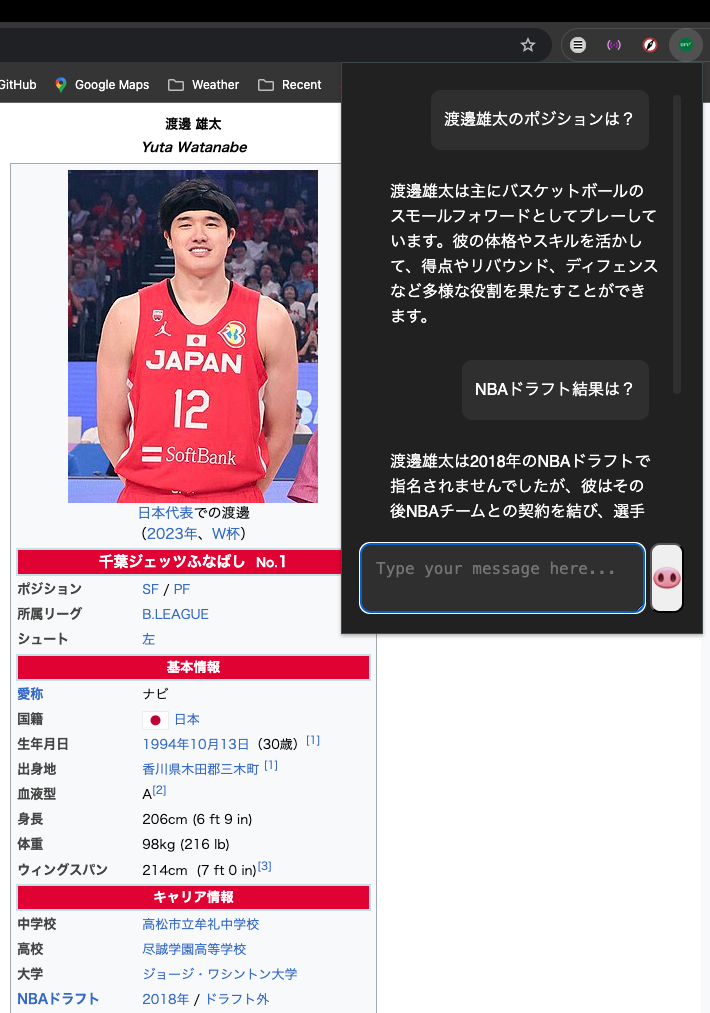 GitHub
Google Maps
Weather
Recent
渡邊 雄太
Yuta Watanabe
JAPAN
12
SoftBank
日本代表での渡邊
（2023年、W杯）
千葉ジェッツふなばし No.1
ポジション SF / PF
所属リーグ B.LEAGUE
シュート 左
基本情報
愛称 ナビ
国籍 日本
生年月日 1994年10月13日（30歳）[1]
出身地 香川県木田郡三木町 [1]
血液型 A[2]
身長 206cm (6 ft 9 in)
体重 98kg (216 lb)
ウィングスパン 214cm (7 ft 0 in)[3]
キャリア情報
中学校 高松市立牟礼中学校
高校 尽誠学園高等学校
大学 ジョージ・ワシントン大学
NBAドラフト 2018年 / ドラフト外
渡邊雄太のポジションは？
渡邊雄太は主にバスケットボールの
スモールフォワードとしてプレーして
います。彼の体格やスキルを活かし
て、得点やリバウンド、ディフェンス
など多様な役割を果たすことができ
ます。
NBAドラフト結果は？
渡邊雄太は2018年のNBAドラフトで
指名されませんでしたが、彼はその
後NBAチームとの契約を結び、選手
Type your message here...